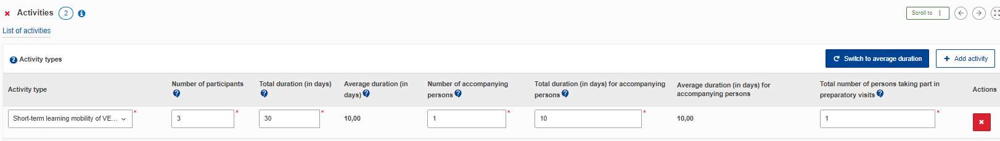 Activities 2
Scroll to
List of activities
2 Activity types
Switch to average duration
+ Add activity
Activity type
Number of participants
Total duration (in days)
Average duration (in
days)
Number of accompanying
persons
Total duration (in days) for accompanying
persons
Average duration (in days) for
accompanying persons
Total number of persons taking part in
preparatory visits
Actions
Short-term learning mobility of VE... *
3 *
30 *
10,00
1 *
10 *
10,00
1 *